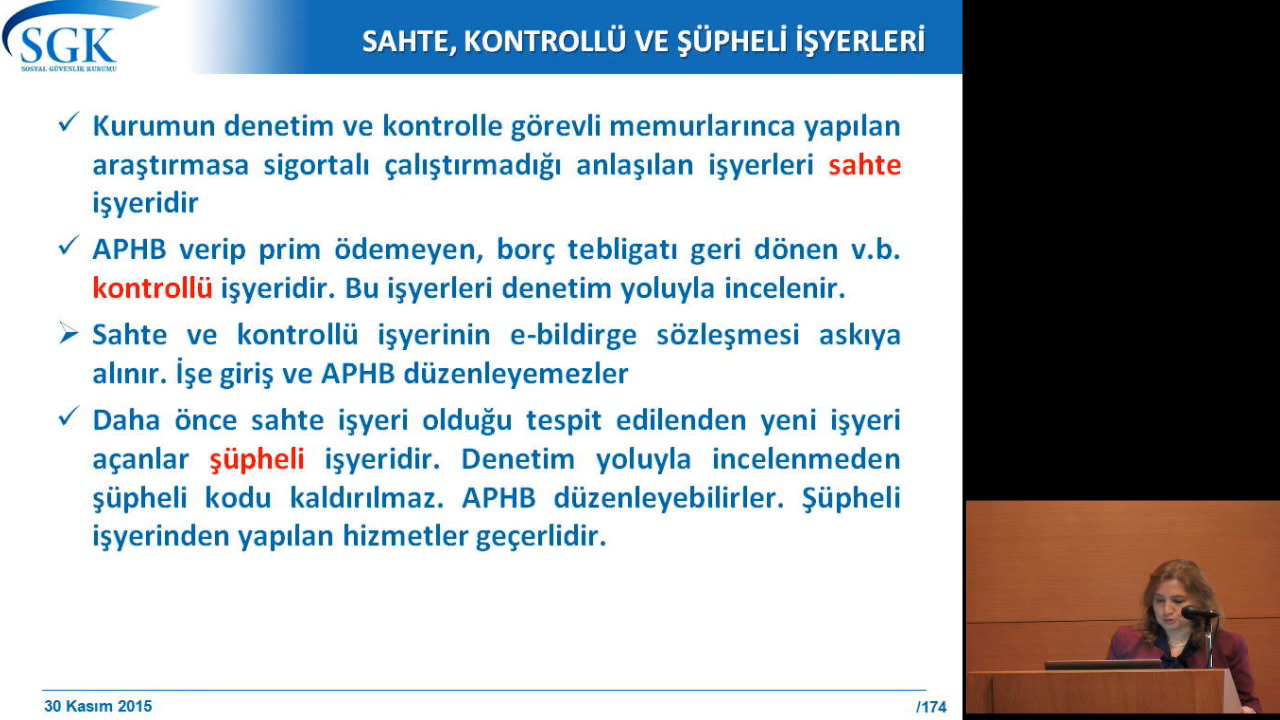 SGK
SOSYAL GÜVENLİK KURUMU
SAHTE, KONTROLLÜ VE ŞÜPHELİ İŞYERLERİ
✓ Kurumun denetim ve kontrolle görevli memurlarınca yapılan
araştırmasa sigortalı çalıştırmadığı anlaşılan işyerleri sahte
işyeridir
✓ APHB verip prim ödemeyen, borç tebligatı geri dönen v.b.
kontrollü işyeridir. Bu işyerleri denetim yoluyla incelenir.
➢ Sahte ve kontrollü işyerinin e-bildirge sözleşmesi askıya
alınır. İşe giriş ve APHB düzenleyemezler
✓ Daha önce sahte işyeri olduğu tespit edilenden yeni işyeri
açanlar şüpheli işyeridir. Denetim yoluyla incelenmeden
şüpheli kodu kaldırılmaz. APHB düzenleyebilirler. Şüpheli
işyerinden yapılan hizmetler geçerlidir.
30 Kasım 2015
/174